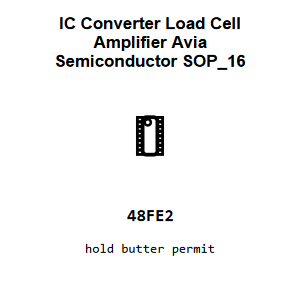 IC Converter Load Cell
Amplifier Avia
Semiconductor SOP_16
48FE2
hold butter permit